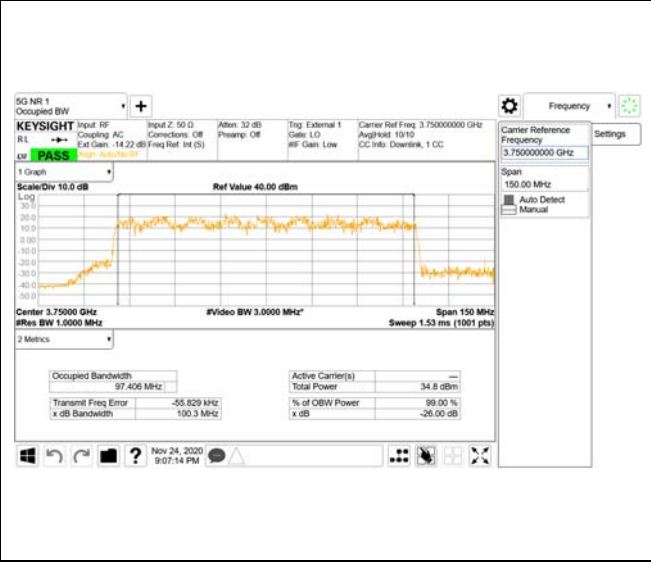 5G NR 1
Occupied BW
Frequency
KEYSIGHT Input: RF Input Z: 50 Ω Atten: 32 dB Trig: External 1 Carrier Ref Freq: 3.750000000 GHz
RL Coupling: AC Corrections: Off Preamp: Off Gate: LO Avg|Hold: 10/10
Ext Gain: -14.22 dB Freq Ref: Int (S) #IF Gain: Low CC Info: Downlink, 1 CC
PASS Align: Auto/No RF
Carrier Reference Frequency
3.750000000 GHz
Settings
Span
150.00 MHz
Auto Detect
Manual
1 Graph
Scale/Div 10.0 dB Ref Value 40.00 dBm
Log
30.0
20.0
10.0
0.00
-10.0
-20.0
-30.0
-40.0
-50.0
Center 3.75000 GHz #Video BW 3.0000 MHz* Span 150 MHz
#Res BW 1.0000 MHz Sweep 1.53 ms (1001 pts)
2 Metrics
Occupied Bandwidth
97.406 MHz
Transmit Freq Error -55.829 kHz
x dB Bandwidth 100.3 MHz
Active Carrier(s) —
Total Power 34.8 dBm
% of OBW Power 99.00 %
x dB -26.00 dB
?
Nov 24, 2020
9:07:14 PM